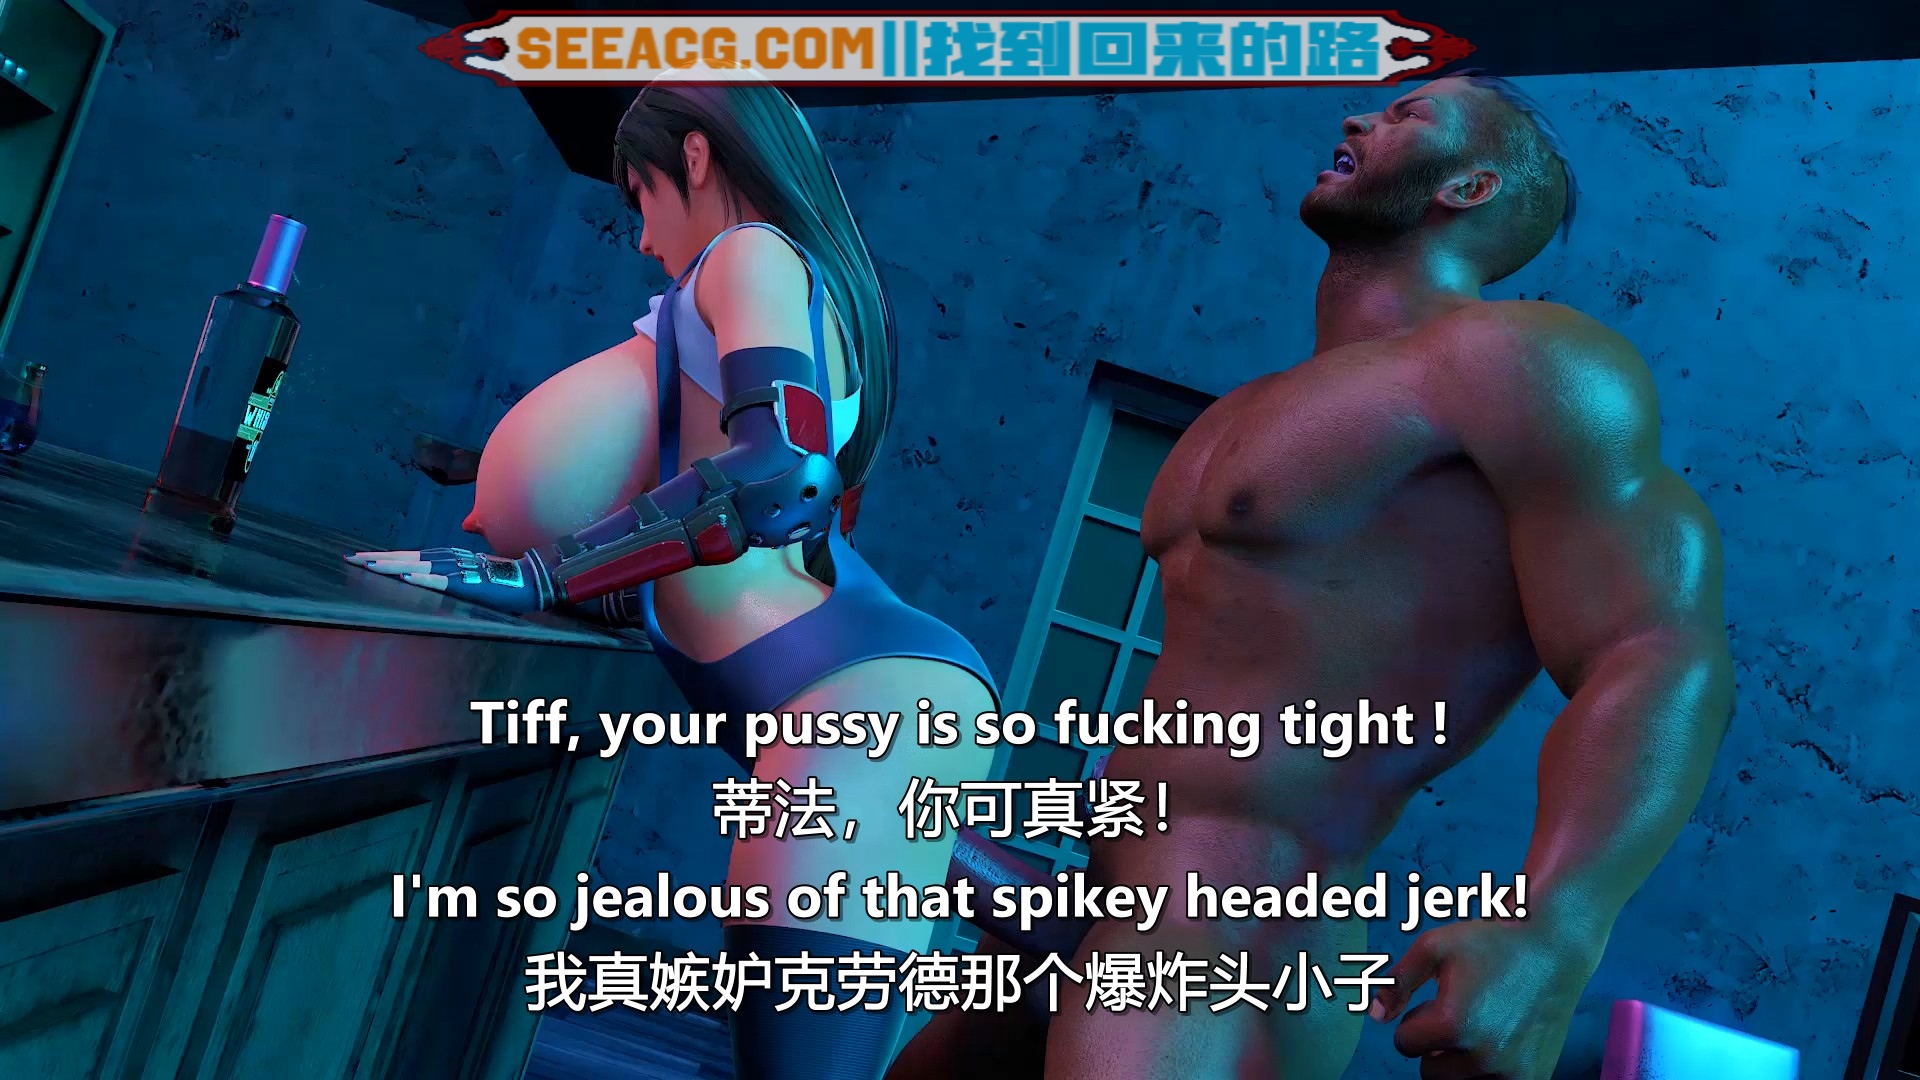 SEEACG.COM||找到回来的路
Tiff, your pussy is so fucking tight !
蒂法，你可真紧！
I'm so jealous of that spikey headed jerk!
我真嫉妒克劳德那个爆炸头小子